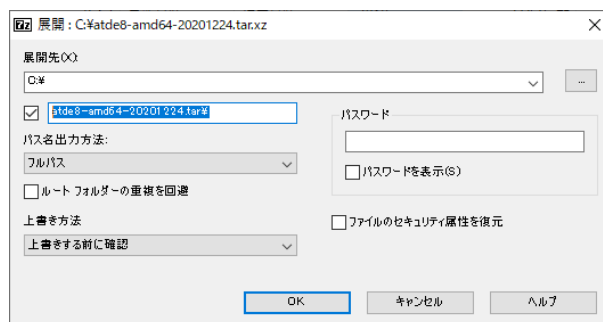 7z 展開 : C:¥atde8-amd64-20201224.tar.xz
展開先(X):
C:¥
...
atde8-amd64-20201224.tar¥
パス名出力方法:
フルパス
ルート フォルダーの重複を回避
上書き方法
上書きする前に確認
パスワード
パスワードを表示(S)
ファイルのセキュリティ属性を復元
OK
キャンセル
ヘルプ